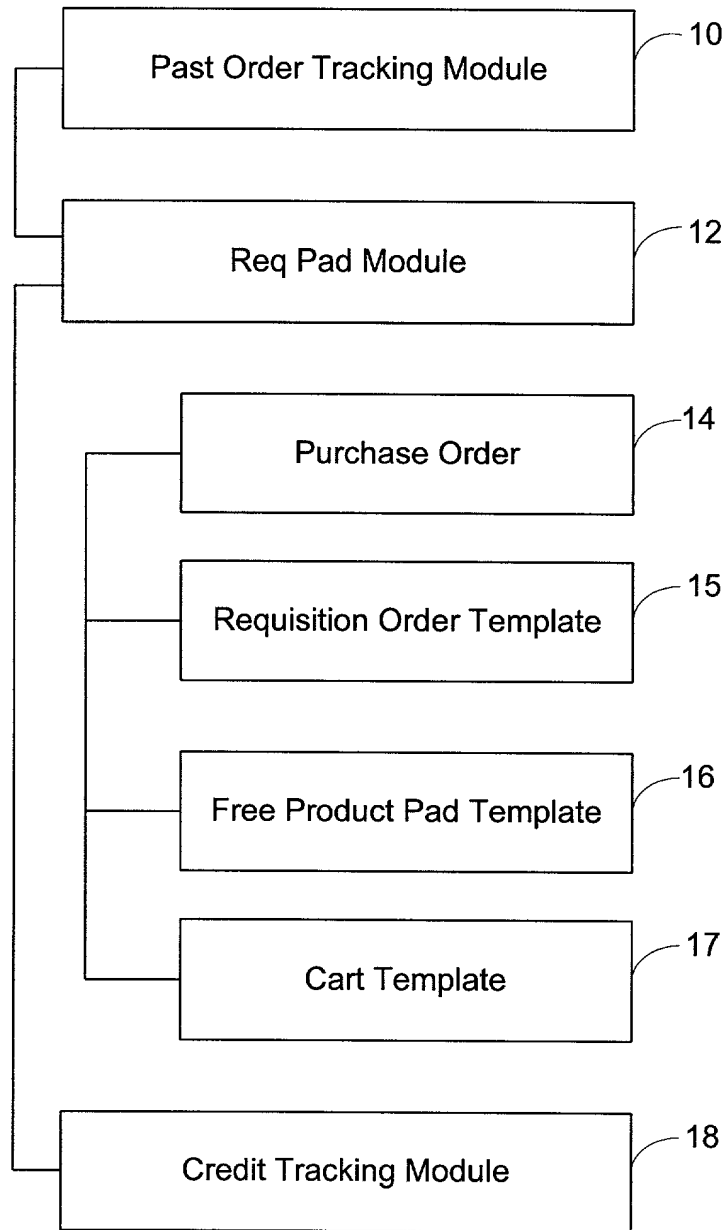 Past Order Tracking Module
10
Req Pad Module
12
Purchase Order
14
Requisition Order Template
15
Free Product Pad Template
16
Cart Template
17
Credit Tracking Module
18